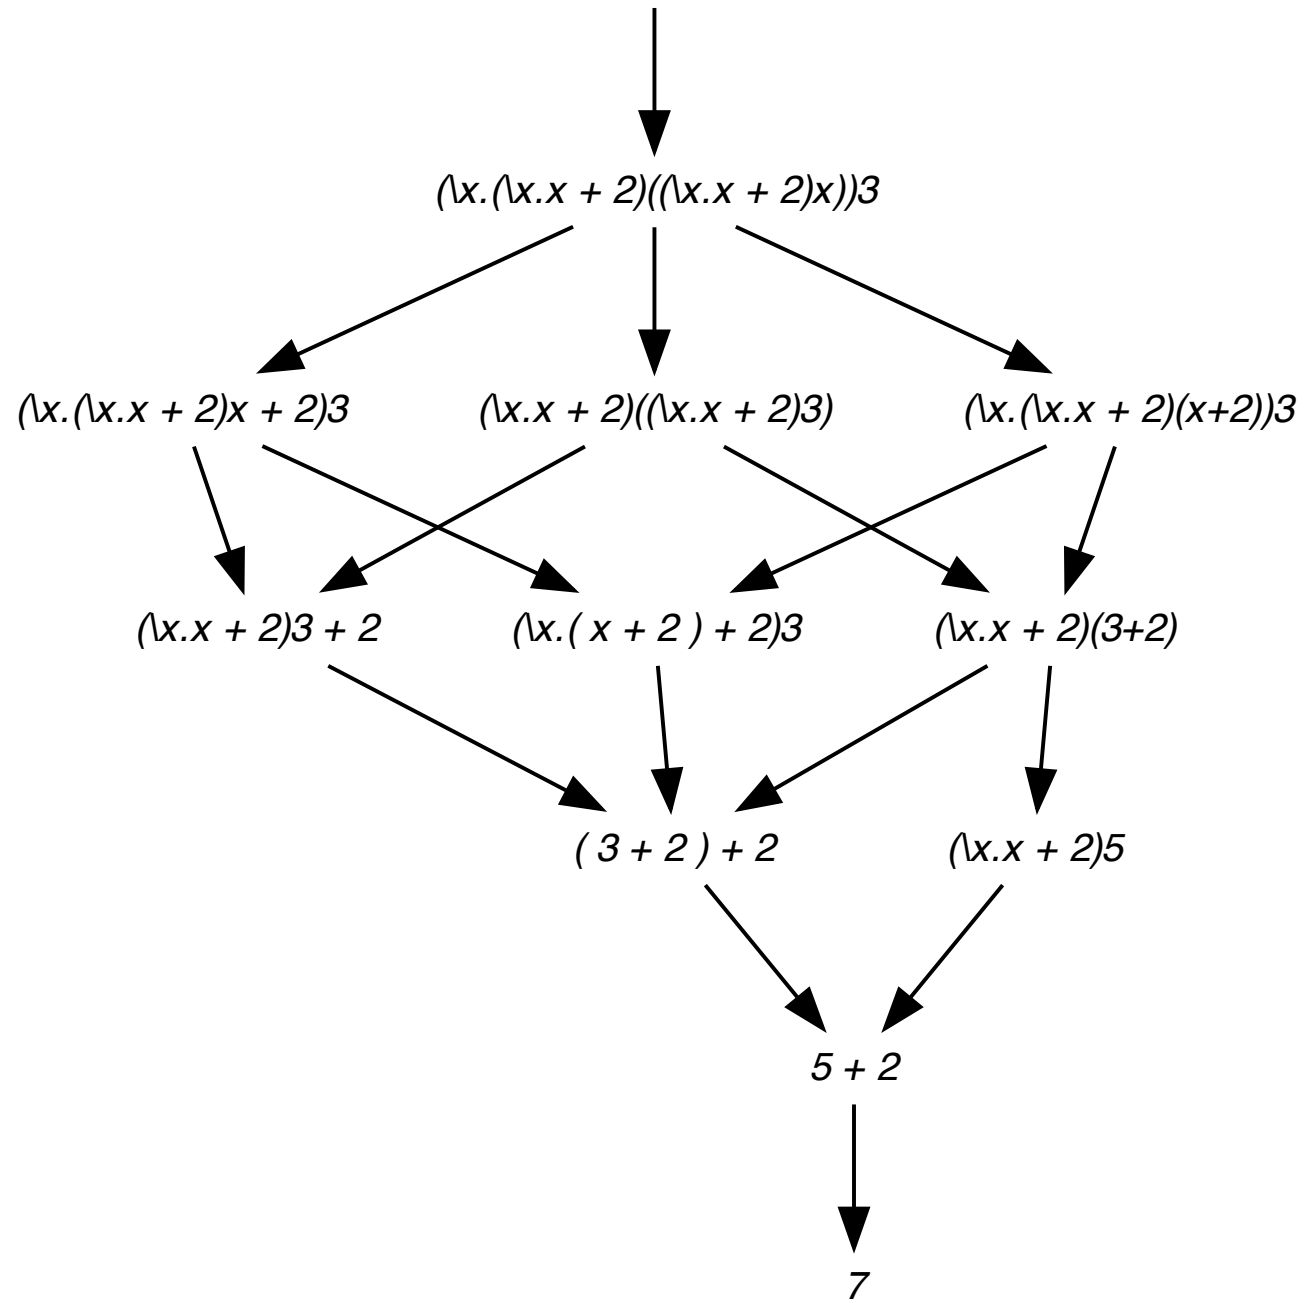 (\x.(\x.x + 2)((\x.x + 2)x))3
(\x.(\x.x + 2)x + 2)3
(\x.x + 2)((\x.x + 2)3)
(\x.(\x.x + 2)(x+2))3
(\x.x + 2)3 + 2
(\x.( x + 2 ) + 2)3
(\x.x + 2)(3+2)
( 3 + 2 ) + 2
(\x.x + 2)5
5 + 2
7